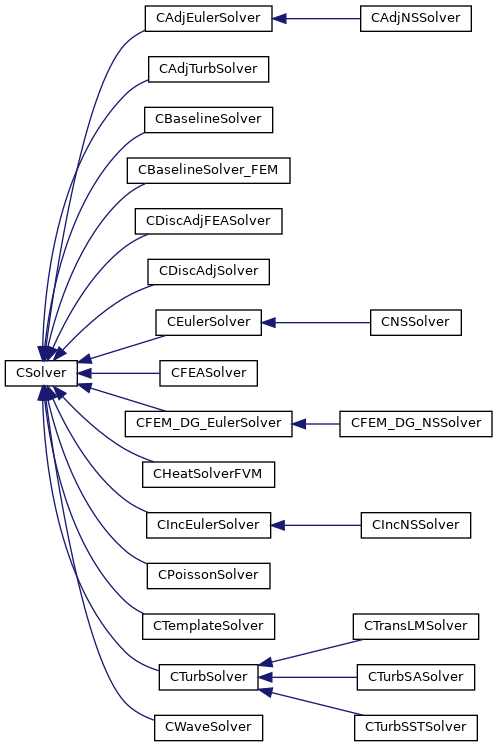 CAdjEulerSolver
CAdjNSSolver
CAdjTurbSolver
CBaselineSolver
CBaselineSolver_FEM
CDiscAdjFEASolver
CDiscAdjSolver
CEulerSolver
CNSSolver
CSolver
CFEASolver
CFEM_DG_EulerSolver
CFEM_DG_NSSolver
CHeatSolverFVM
CIncEulerSolver
CIncNSSolver
CPoissonSolver
CTemplateSolver
CTransLMSolver
CTurbSolver
CTurbSASolver
CWaveSolver
CTurbSSTSolver